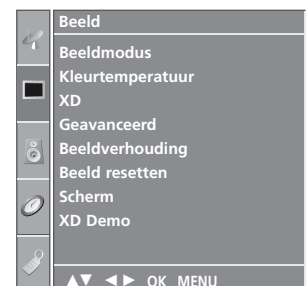 Beeld
Beeldmodus
Kleurtemperatuur
XD
Geavanceerd
Beeldverhouding
Beeld resetten
Scherm
XD Demo
▲▼ ◄► OK MENU